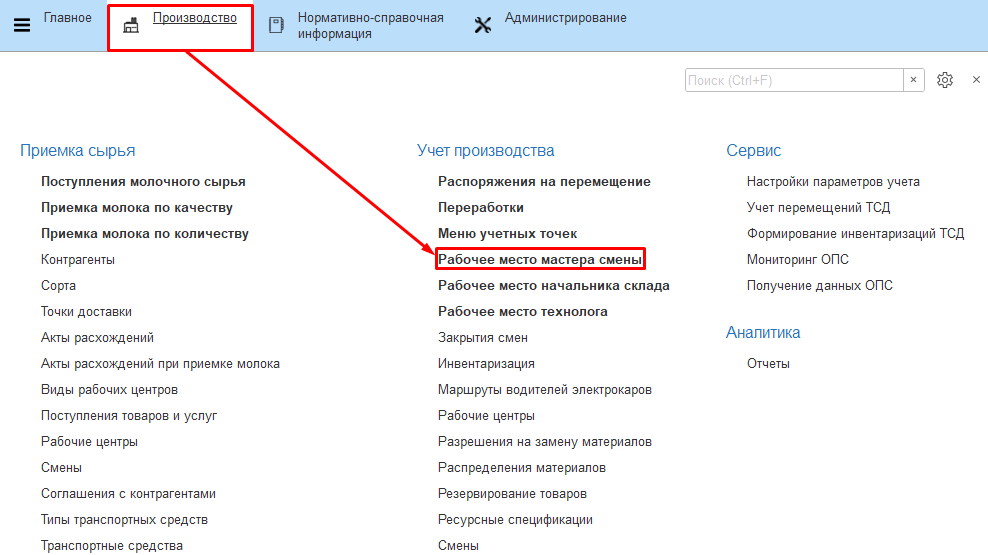 Главное
Производство
Нормативно-справочная
информация
Администрирование
Поиск (Ctrl+F)
×
×
Приемка сырья
Поступления молочного сырья
Приемка молока по качеству
Приемка молока по количеству
Контрагенты
Сорта
Точки доставки
Акты расхождений
Акты расхождений при приемке молока
Виды рабочих центров
Поступления товаров и услуг
Рабочие центры
Смены
Соглашения с контрагентами
Типы транспортных средств
Транспортные средства
Учет производства
Распоряжения на перемещение
Переработки
Меню учетных точек
Рабочее место мастера смены
Рабочее место начальника склада
Рабочее место технолога
Закрытия смен
Инвентаризация
Маршруты водителей электрокаров
Рабочие центры
Разрешения на замену материалов
Распределения материалов
Резервирование товаров
Ресурсные спецификации
Смены
Сервис
Настройки параметров учета
Учет перемещений ТСД
Формирование инвентаризаций ТСД
Мониторинг ОПС
Получение данных ОПС
Аналитика
Отчеты